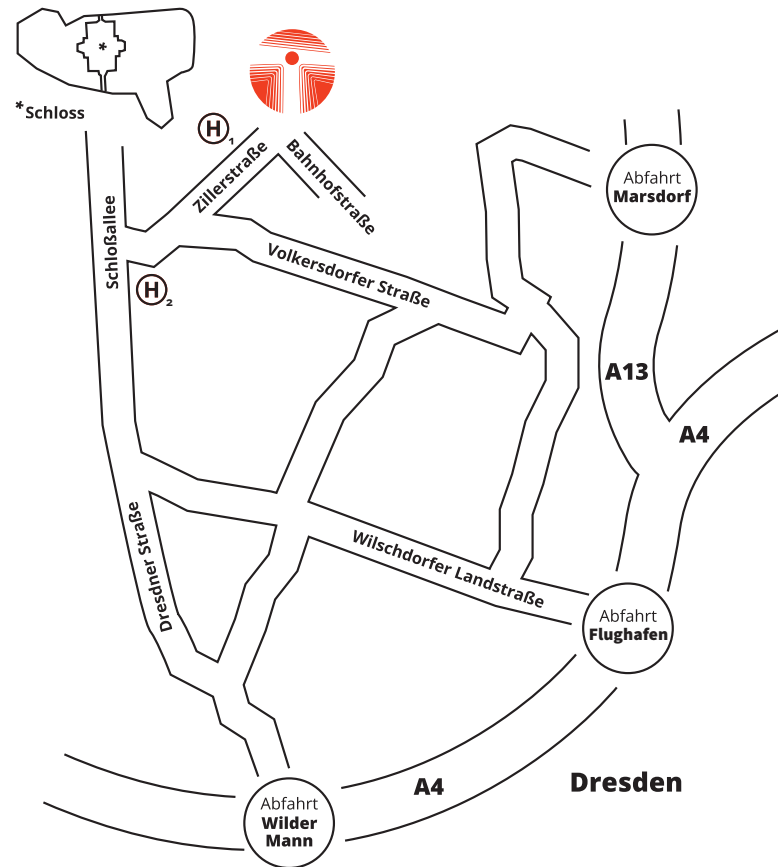 *Schloss
H1
Zillerstraße
Bahnhofstraße
Abfahrt
Marsdorf
Schloßallee
H2
Volkersdorfer Straße
A13
A4
Dresdner Straße
Wilschdorfer Landstraße
Abfahrt
Flughafen
A4
Dresden
Abfahrt
Wilder
Mann